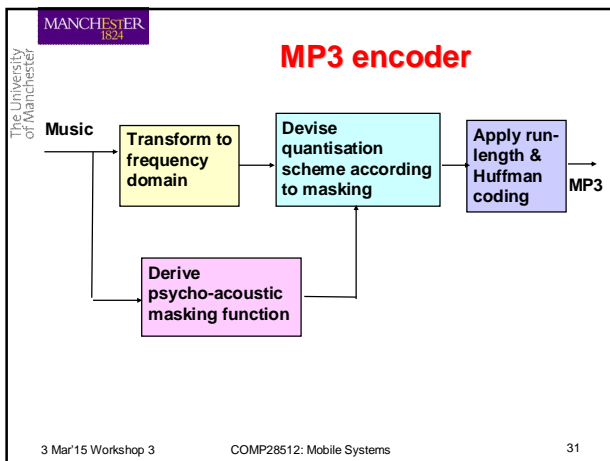 MANCHESTER
1824
The University
of Manchester
MP3 encoder
Music
Transform to
frequency
domain
Devise
quantisation
scheme according
to masking
Apply run-
length &
Huffman
coding
MP3
Derive
psycho-acoustic
masking function
3 Mar'15 Workshop 3
COMP28512: Mobile Systems
31